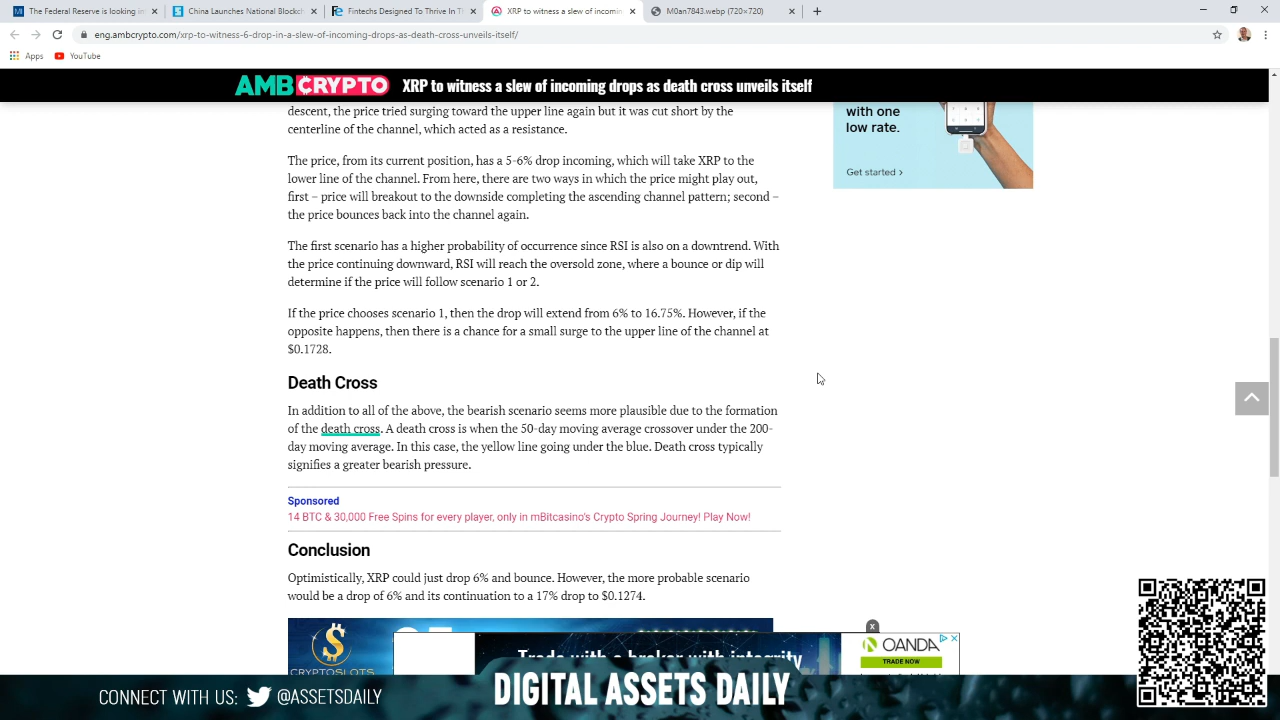 The Federal Reserve is looking in T
China Launches National Blockch
Fintechs Designed To Thrive In Th
XRP to witness a slew of incomin
M0an7843.webp (720×720)
eng.ambcrypto.com/xrp-to-witness-6-drop-in-a-slew-of-incoming-drops-as-death-cross-unveils-itself/
Apps YouTube
AMBCRYPTO XRP to witness a slew of incoming drops as death cross unveils itself
descent, the price tried surging toward the upper line again but it was cut short by the
centerline of the channel, which acted as a resistance.
The price, from its current position, has a 5-6% drop incoming, which will take XRP to the
lower line of the channel. From here, there are two ways in which the price might play out,
first – price will breakout to the downside completing the ascending channel pattern; second –
the price bounces back into the channel again.
The first scenario has a higher probability of occurrence since RSI is also on a downtrend. With
the price continuing downward, RSI will reach the oversold zone, where a bounce or dip will
determine if the price will follow scenario 1 or 2.
If the price chooses scenario 1, then the drop will extend from 6% to 16.75%. However, if the
opposite happens, then there is a chance for a small surge to the upper line of the channel at
$0.1728.
Death Cross
In addition to all of the above, the bearish scenario seems more plausible due to the formation
of the death cross. A death cross is when the 50-day moving average crossover under the 200-
day moving average. In this case, the yellow line going under the blue. Death cross typically
signifies a greater bearish pressure.
Sponsored
14 BTC & 30,000 Free Spins for every player, only in mBitcasino's Crypto Spring Journey! Play Now!
Conclusion
Optimistically, XRP could just drop 6% and bounce. However, the more probable scenario
would be a drop of 6% and its continuation to a 17% drop to $0.1274.
with one
low rate.
Get started >
CRYPTOSLOTS
Trade with a broker with integrity
OANDA
TRADE NOW
CONNECT WITH US: @ASSETSDAILY
DIGITAL ASSETS DAILY